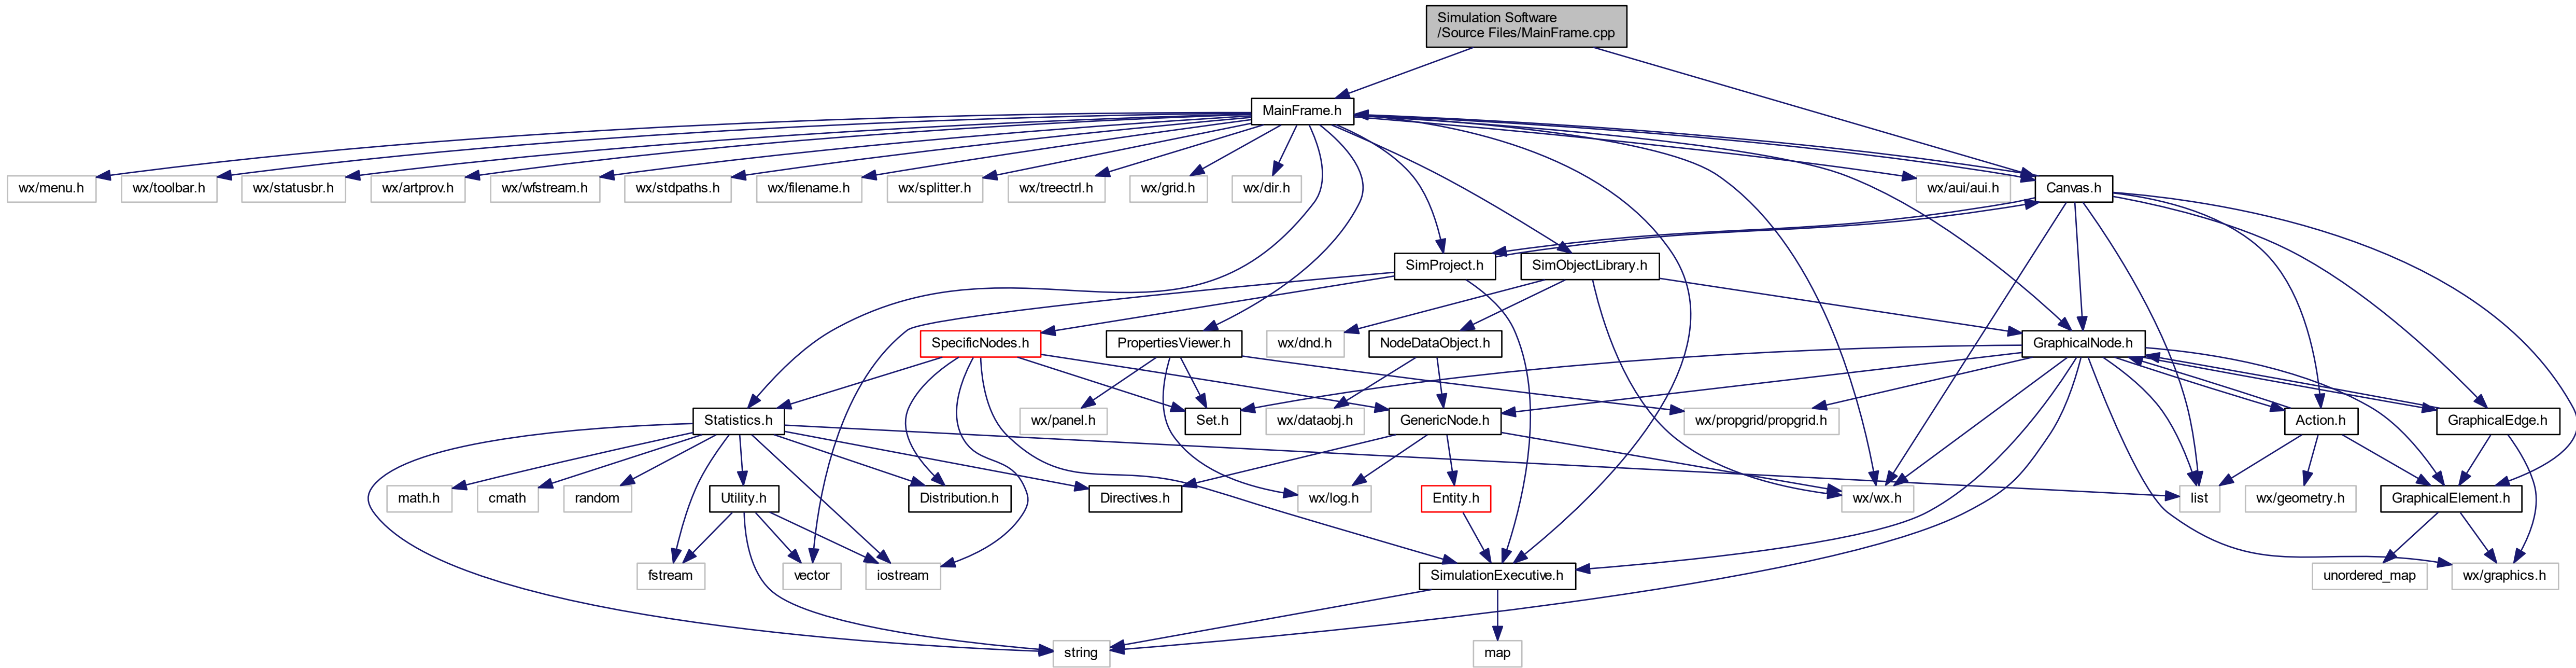 Simulation Software
/Source Files/MainFrame.cpp
MainFrame.h
wx/menu.h
wx/toolbar.h
wx/statusbr.h
wx/artprov.h
wx/wfstream.h
wx/stdpaths.h
wx/filename.h
wx/splitter.h
wx/treectrl.h
wx/grid.h
wx/dir.h
wx/aui/aui.h
Canvas.h
SimProject.h
SimObjectLibrary.h
SpecificNodes.h
PropertiesViewer.h
wx/dnd.h
NodeDataObject.h
GraphicalNode.h
Statistics.h
wx/panel.h
Set.h
wx/dataobj.h
GenericNode.h
wx/propgrid/propgrid.h
Action.h
GraphicalEdge.h
math.h
cmath
random
Utility.h
Distribution.h
Directives.h
wx/log.h
Entity.h
wx/wx.h
list
wx/geometry.h
GraphicalElement.h
fstream
vector
iostream
SimulationExecutive.h
unordered_map
wx/graphics.h
string
map